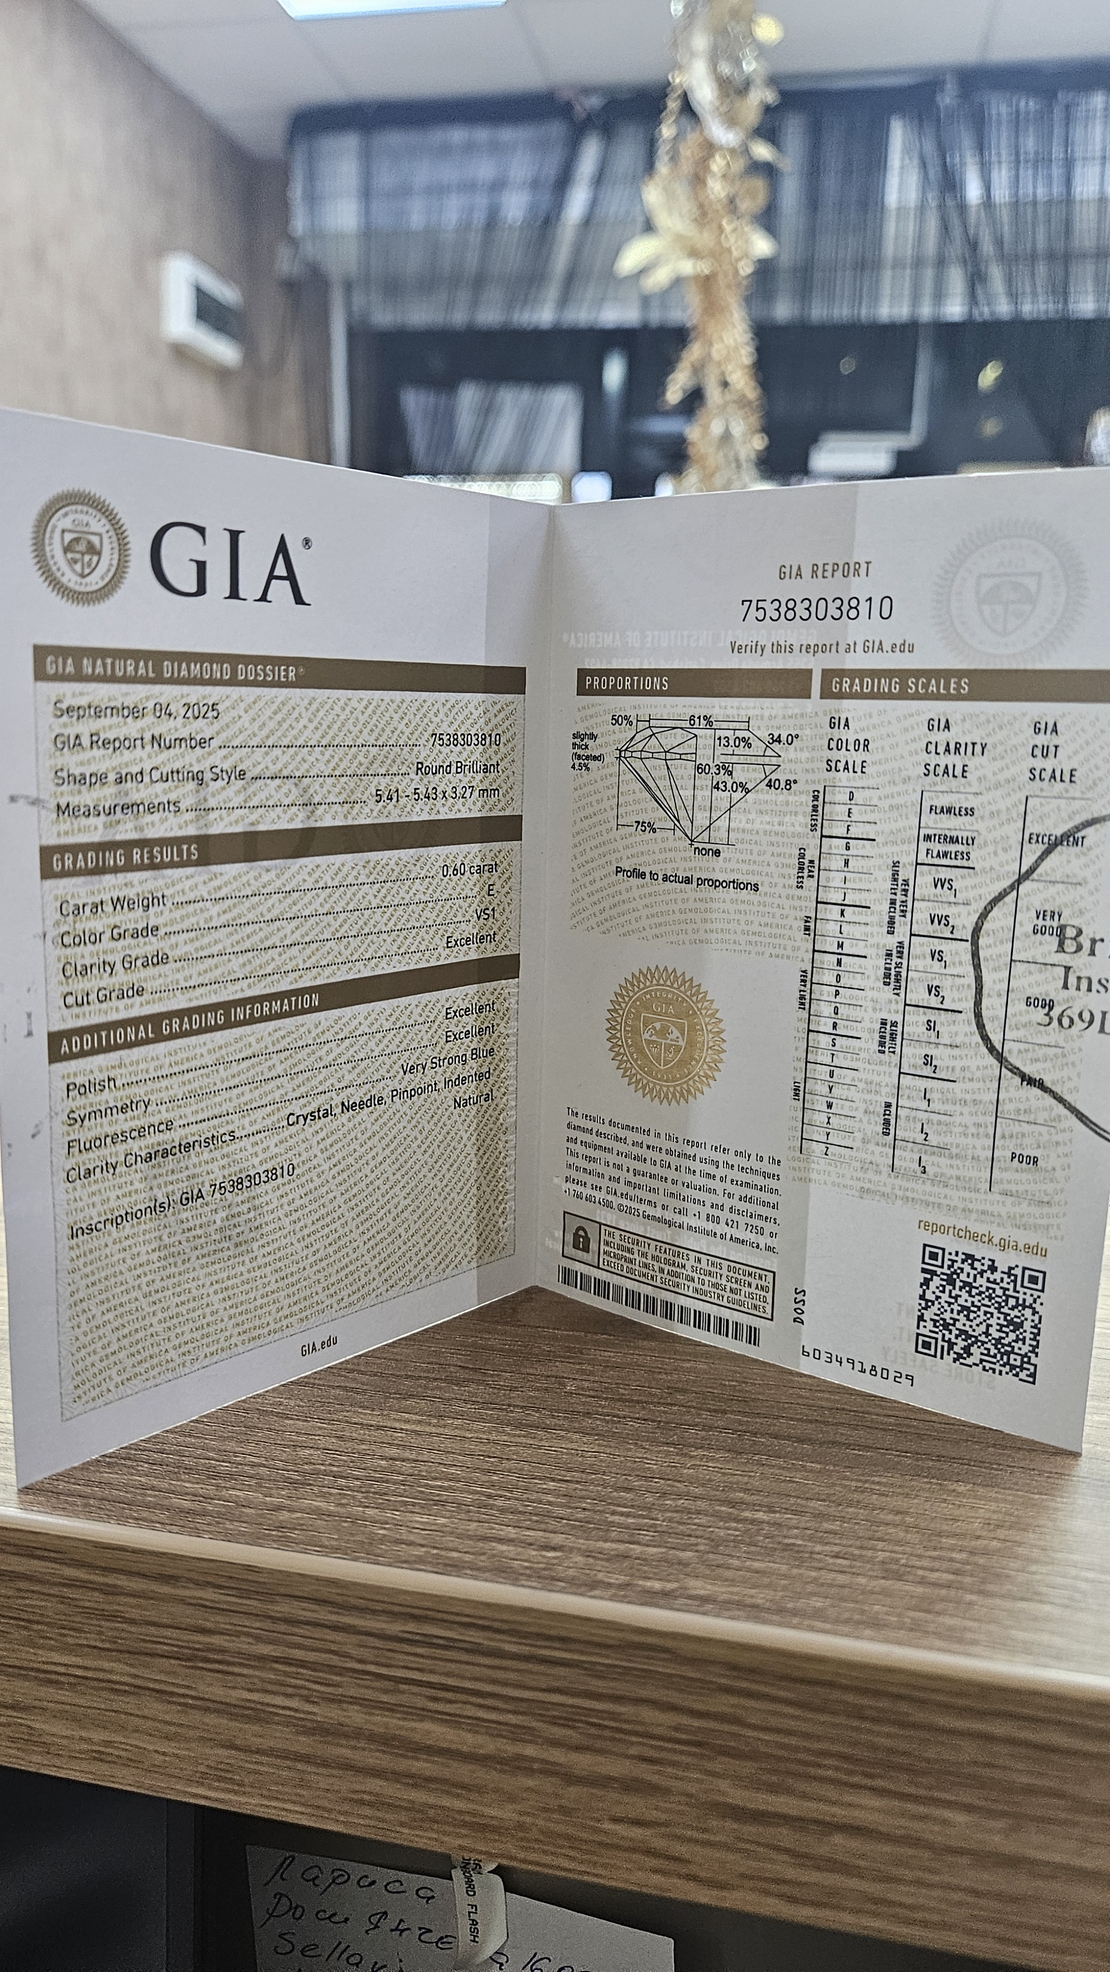 GIA®
GIA NATURAL DIAMOND DOSSIER®
September 04, 2025
GIA Report Number 7538303810
Shape and Cutting Style Round Brilliant
Measurements 5.41 - 5.43 x 3.27 mm
GRADING RESULTS
Carat Weight 0.60 carat
Color Grade E
Clarity Grade VS1
Cut Grade Excellent
ADDITIONAL GRADING INFORMATION
Polish Excellent
Symmetry Excellent
Fluorescence Very Strong Blue
Clarity Characteristics Crystal, Needle, Pinpoint, Indented
Natural
Inscription(s): GIA 7538303810
GIA.edu
GIA REPORT
7538303810
Verify this report at GIA.edu
PROPORTIONS
50% 61%
slightly
thick
(faceted)
4.5%
13.0% 34.0°
60.3%
43.0% 40.8°
75%
none
Profile to actual proportions
The results documented in this report refer only to the
diamond described, and were obtained using the techniques
and equipment available to GIA at the time of examination.
This report is not a guarantee or valuation. For additional
information and important limitations and disclaimers,
please see GIA.edu/terms or call +1 800 421 7250 or
+1 760 603 4500. ©2025 Gemological Institute of America, Inc.
THE SECURITY FEATURES IN THIS DOCUMENT,
INCLUDING THE HOLOGRAM, SECURITY SCREEN AND
MICROPRINT LINES, IN ADDITION TO THOSE NOT LISTED,
EXCEED DOCUMENT SECURITY INDUSTRY GUIDELINES.
6034918029
GRADING SCALES
GIA
COLOR
SCALE
COLORLESS
D
E
F
NEAR
COLORLESS
G
H
I
J
FAINT
K
L
M
VERY LIGHT
N
O
P
Q
R
LIGHT
S
T
U
V
W
X
Y
Z
GIA
CLARITY
SCALE
FLAWLESS
INTERNALLY
FLAWLESS
VERY VERY
SLIGHTLY INCLUDED
VVS1
VVS2
VERY SLIGHTLY
INCLUDED
VS1
VS2
SLIGHTLY
INCLUDED
SI1
SI2
INCLUDED
I1
I2
I3
GIA
CUT
SCALE
EXCELLENT
VERY
GOOD
GOOD
FAIR
POOR
Br
Ins
369
reportcheck.gia.edu
Лариса
FLASH